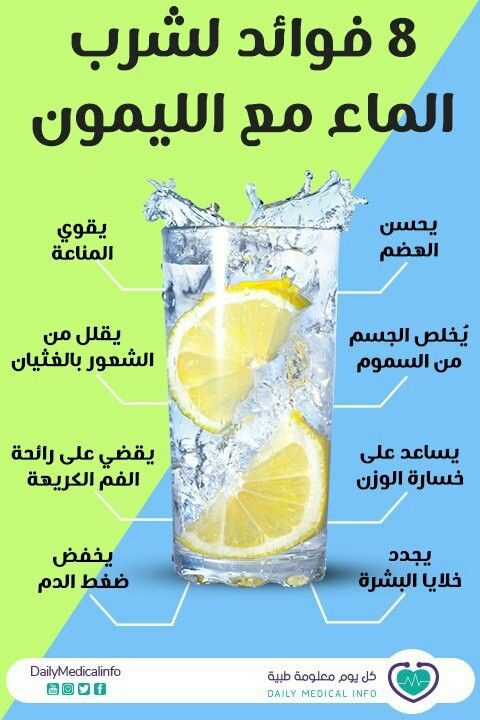 8 فوائد لشرب
الماء مع الليمون
يحسن
الهضم
يقوي
المناعة
يُخلص الجسم
من السموم
يقلل من
الشعور بالغثيان
يساعد على
خسارة الوزن
يقضي على رائحة
الفم الكريهة
يجدد
خلايا البشرة
يخفض
ضغط الدم
كل يوم معلومة طبية
DAILY MEDICAL INFO
DailyMedicalinfo